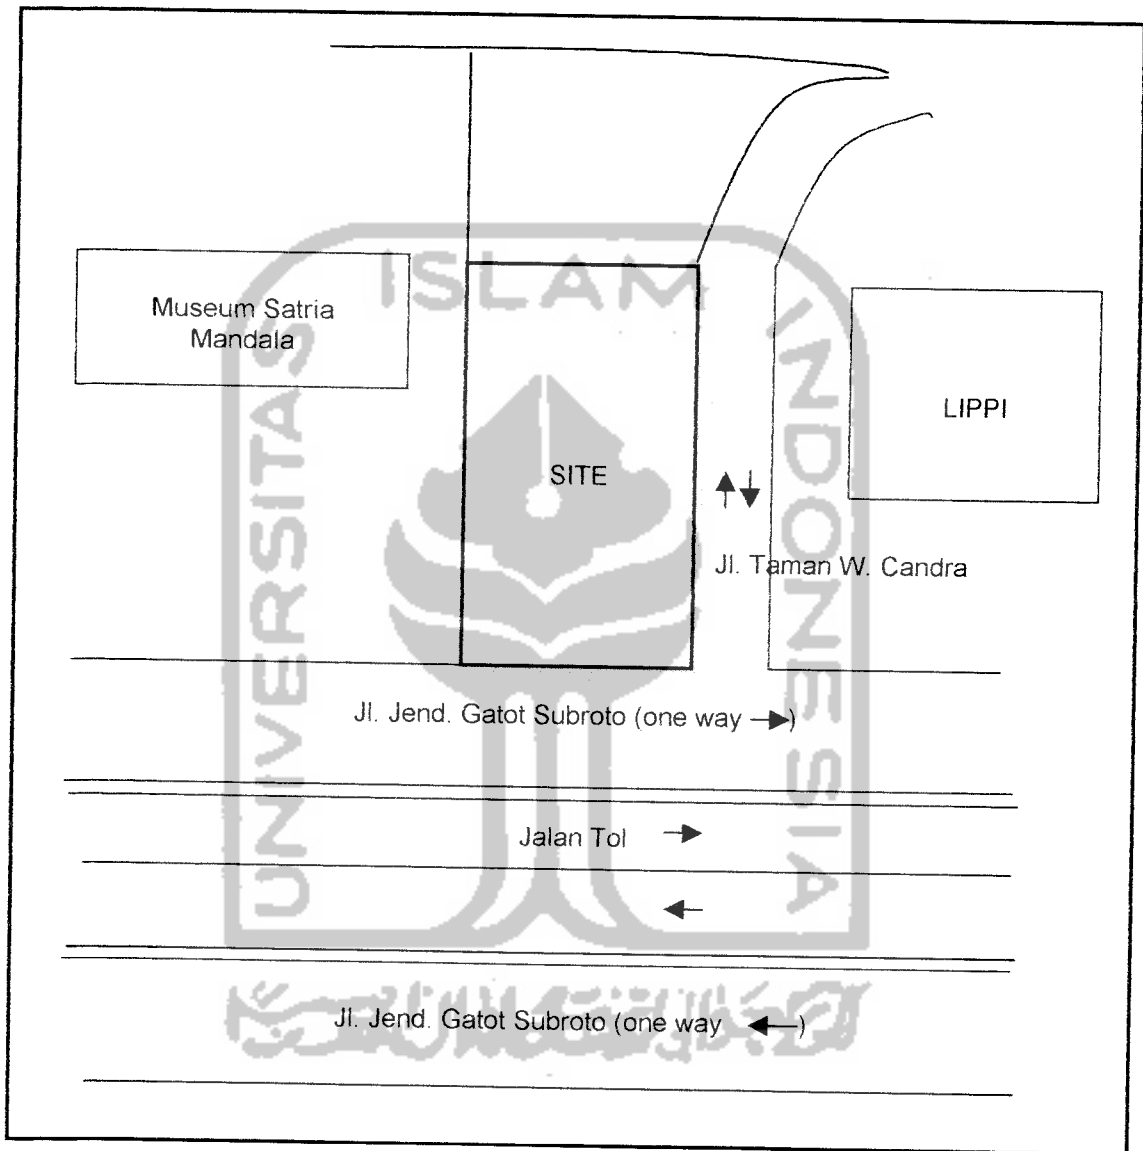 Museum Satria
Mandala
SITE
LIPPI
Jl. Taman W. Candra
Jl. Jend. Gatot Subroto (one way →)
Jalan Tol →
←
Jl. Jend. Gatot Subroto (one way ←)
UNIVERSITAS
ISLAM
INDONESIA